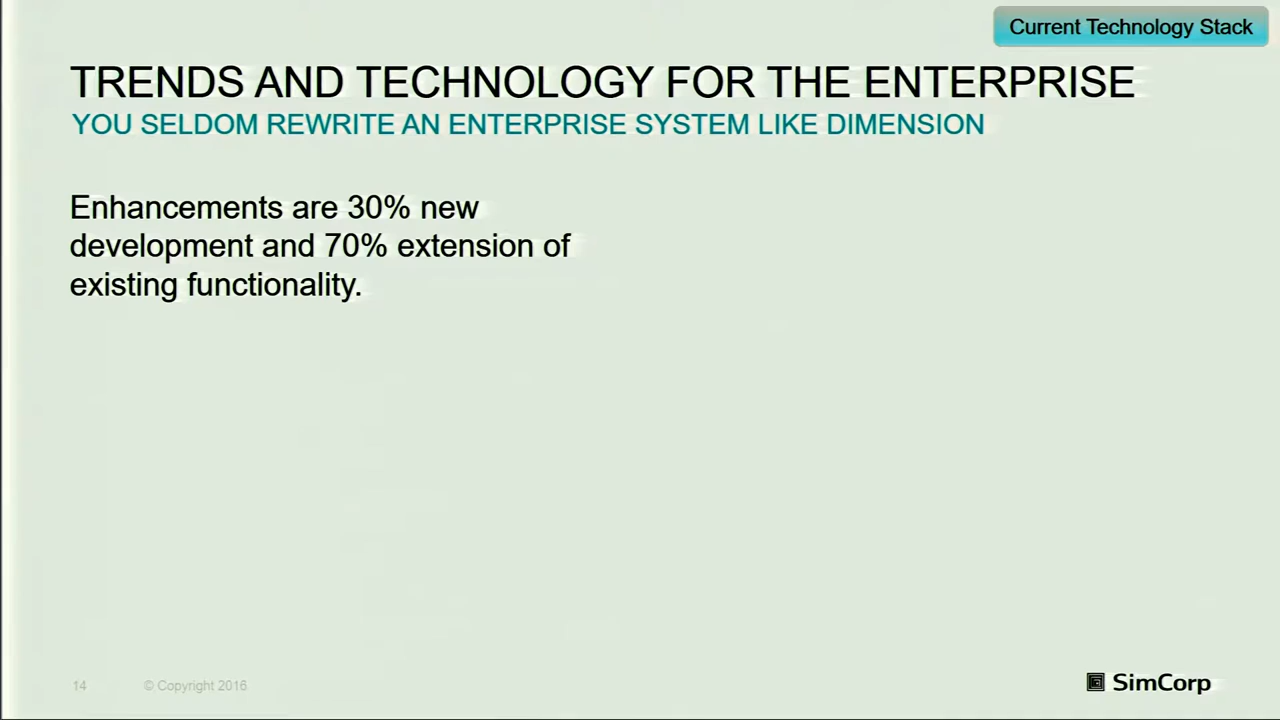 Current Technology Stack
TRENDS AND TECHNOLOGY FOR THE ENTERPRISE
YOU SELDOM REWRITE AN ENTERPRISE SYSTEM LIKE DIMENSION
Enhancements are 30% new
development and 70% extension of
existing functionality.
14 © Copyright 2016
SimCorp